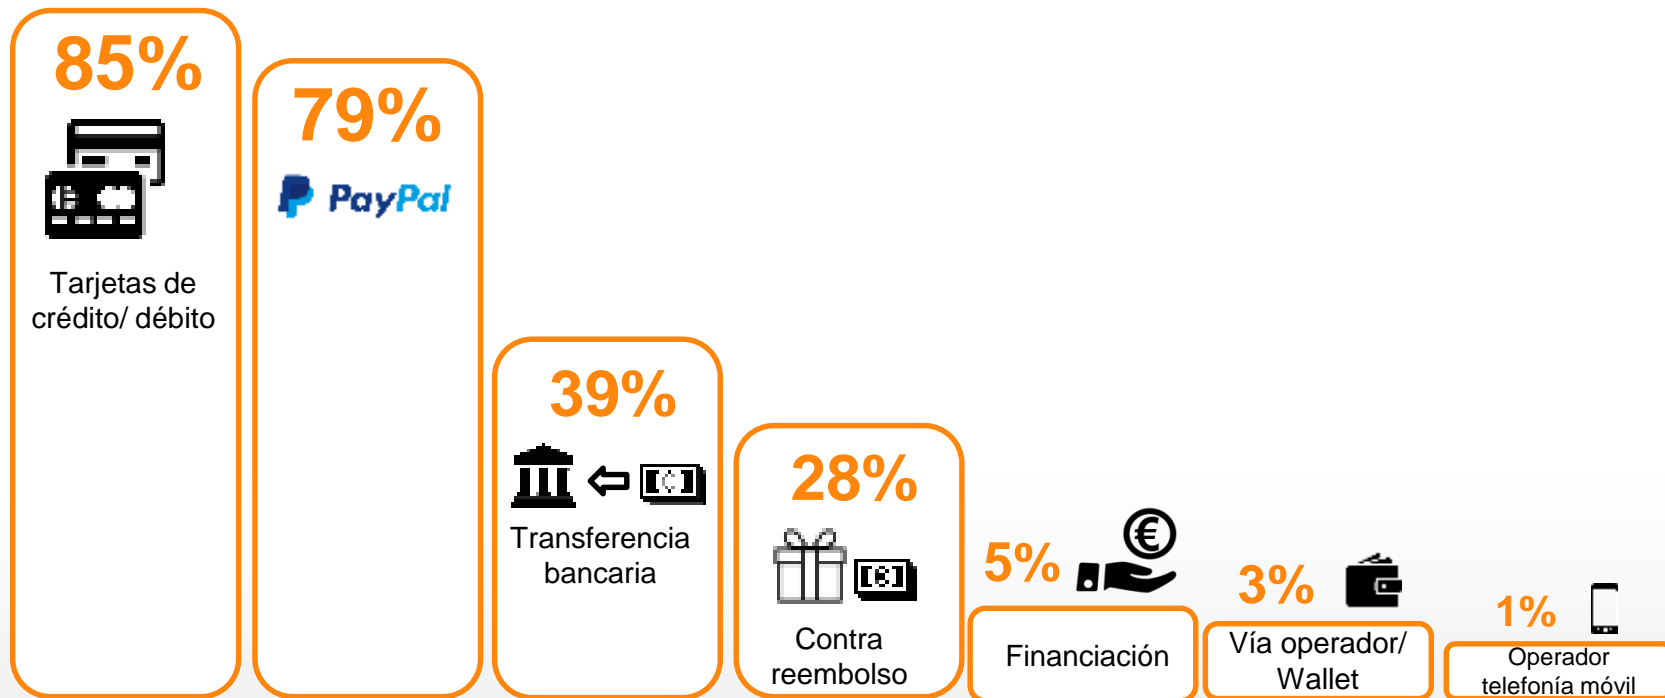 85%
Tarjetas de
crédito/ débito
79%
PayPal
39%
Transferencia
bancaria
28%
Contra
reembolso
5%
Financiación
3%
Vía operador/
Wallet
1%
Operador
telefonía móvil